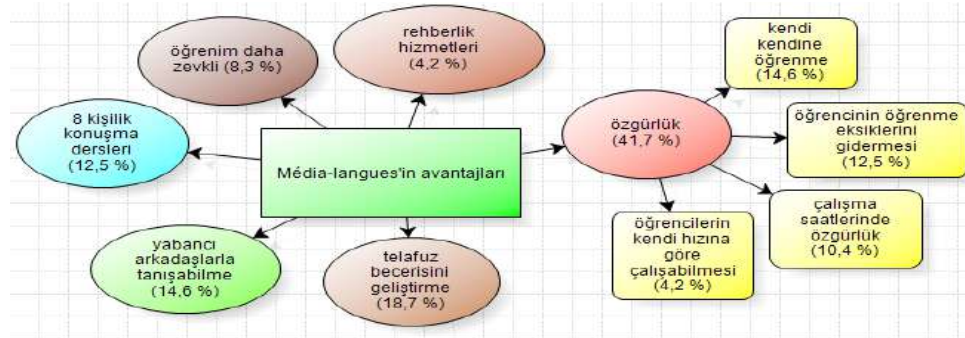 öğrenim daha
zevkli (8,3 %)
rehberlik
hizmetleri
(4,2 %)
8 kişilik
konuşma
dersleri
(12,5 %)
Média-langues'in avantajları
yabancı
arkadaşlarla
tanışabilme
(14,6 %)
telafuz
becerisini
geliştirme
(18,7 %)
özgürlük
(41,7 %)
kendi
kendine
öğrenme
(14,6 %)
öğrencinin öğrenme
eksiklerini
gidermesi
(12,5 %)
çalışma
saatlerinde
özgürlük
(10,4 %)
öğrencilerin
kendi hızına
göre
çalışabilmesi
(4,2 %)